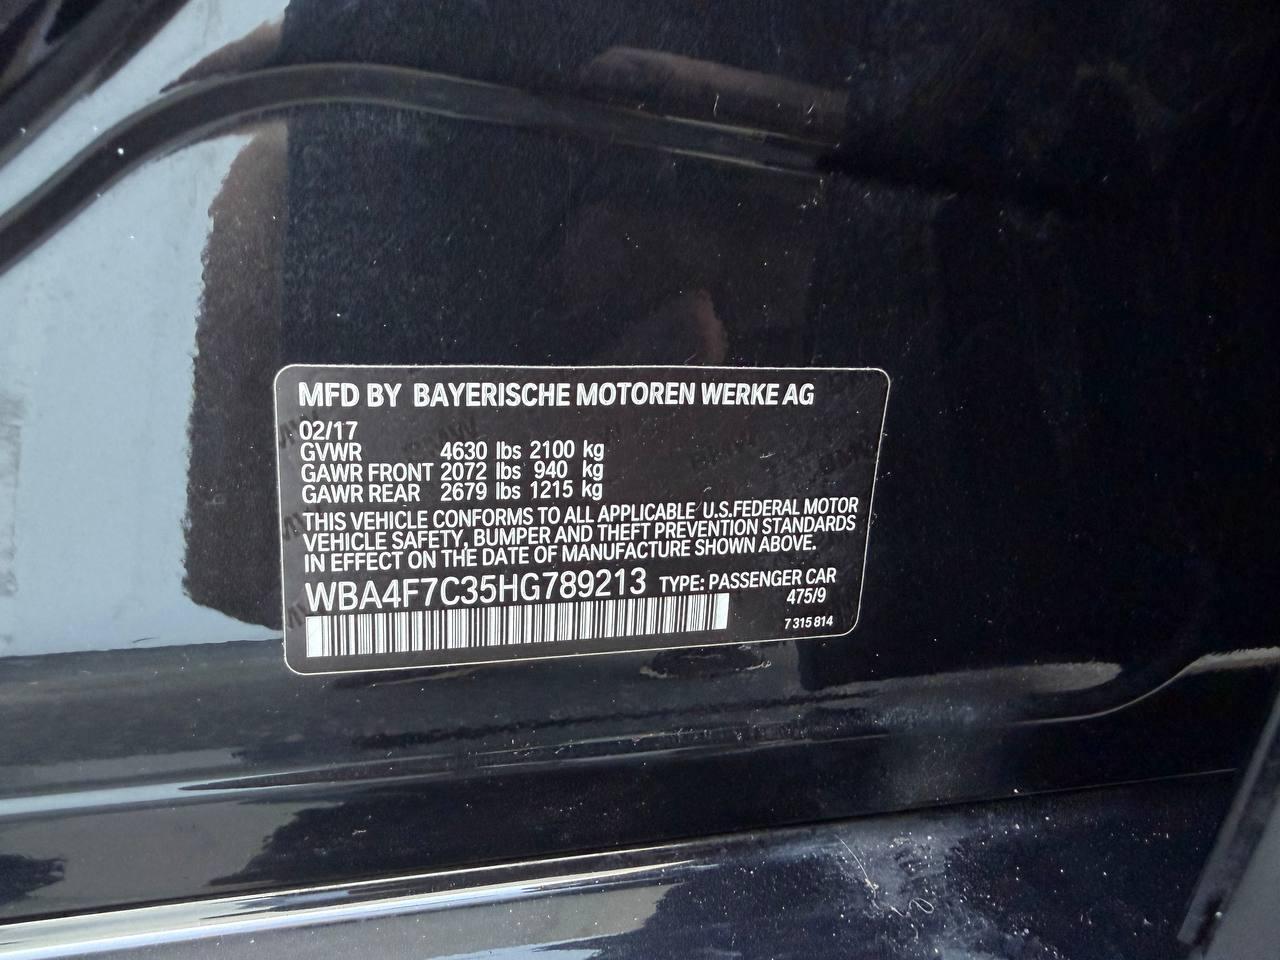 MFD BY BAYERISCHE MOTOREN WERKE AG
02/17
GVWR 4630 lbs 2100 kg
GAWR FRONT 2072 lbs 940 kg
GAWR REAR 2679 lbs 1215 kg
THIS VEHICLE CONFORMS TO ALL APPLICABLE U.S.FEDERAL MOTOR
VEHICLE SAFETY, BUMPER AND THEFT PREVENTION STANDARDS
IN EFFECT ON THE DATE OF MANUFACTURE SHOWN ABOVE.
WBA4F7C35HG789213 TYPE: PASSENGER CAR
475/9
7 315 814